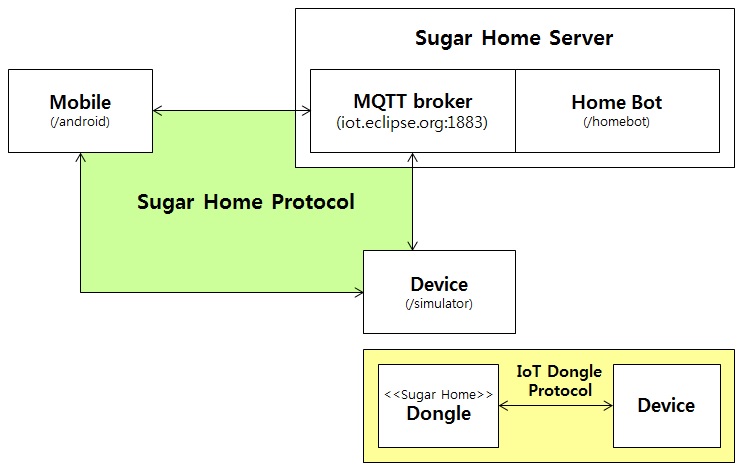 Sugar Home Server
Mobile
(/android)
MQTT broker
(iot.eclipse.org:1883)
Home Bot
(/homebot)
Sugar Home Protocol
Device
(/simulator)
<<Sugar Home>>
Dongle
IoT Dongle
Protocol
Device